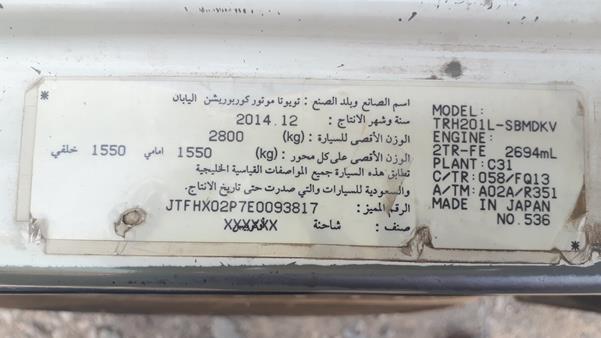 * اسم الصانع وبلد الصنع : تويوتا موتور كوربوريشن اليابان
سنة وشهر الانتاج : 2014.12
الوزن الأقصى للسيارة : (kg) 2800
الوزن الأقصى على كل محور : (kg) 1550 امامي 1550 خلفي
تطابق هذه السيارة جميع المواصفات القياسية الخليجية
والسعودية للسيارات والتي صدرت حتى تاريخ الانتاج.
الرقم المميز : JTFHX02P7E0093817
صنف : شاحنة
MODEL:
TRH201L-SBMDKV
ENGINE:
2TR-FE 2694mL
PLANT: C31
C/TR: 058/FQ13
A/TM: A02A/R351
MADE IN JAPAN
NO.536
*